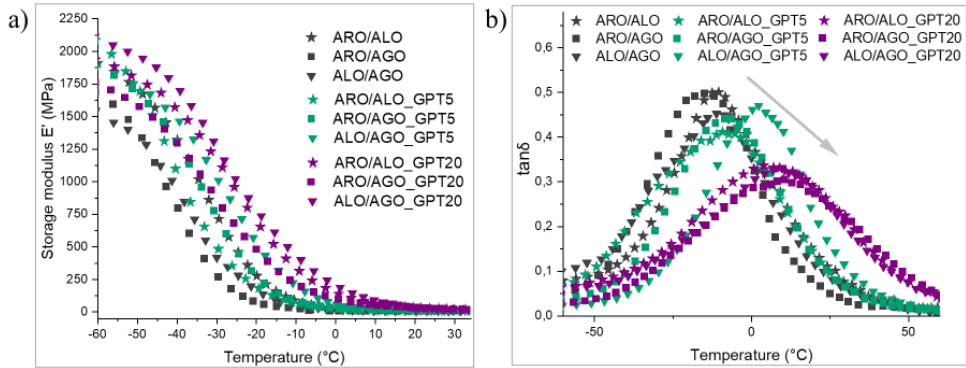 a)
Storage modulus E' (MPa)
2250
2000
1750
1500
1250
1000
750
500
250
0
-60 -50 -40 -30 -20 -10 0 10 20 30
Temperature (°C)
ARO/ALO
ARO/AGO
ALO/AGO
ARO/ALO_GPT5
ARO/AGO_GPT5
ALO/AGO_GPT5
ARO/ALO_GPT20
ARO/AGO_GPT20
ALO/AGO_GPT20
b)
ARO/ALO ARO/ALO_GPT5 ARO/ALO_GPT20
ARO/AGO ARO/AGO_GPT5 ARO/AGO_GPT20
ALO/AGO ALO/AGO_GPT5 ALO/AGO_GPT20
tanδ
0,6
0,5
0,4
0,3
0,2
0,1
0,0
-50 0 50
Temperature (°C)